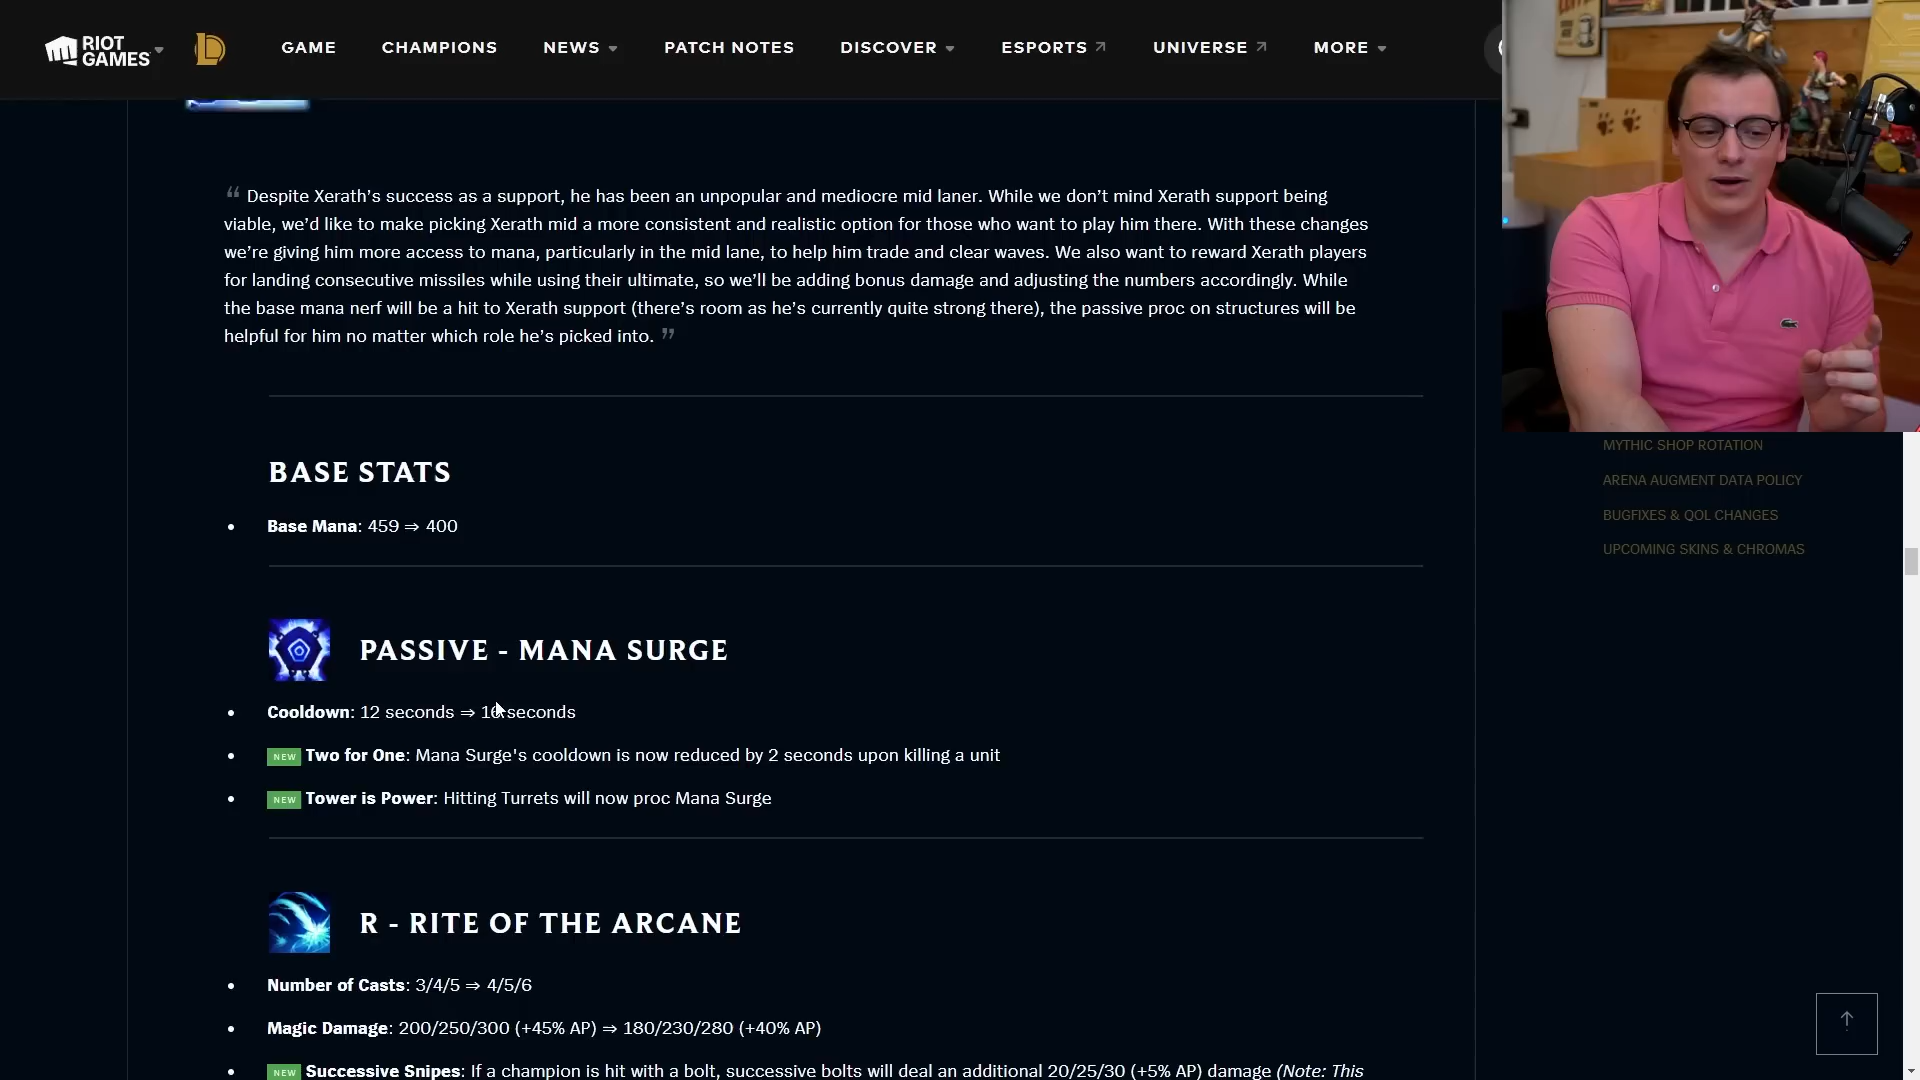 RIOT
GAMES
GAME
CHAMPIONS
NEWS
PATCH NOTES
DISCOVER
ESPORTS
UNIVERSE
MORE
“ Despite Xerath’s success as a support, he has been an unpopular and mediocre mid laner. While we don’t mind Xerath support being
viable, we’d like to make picking Xerath mid a more consistent and realistic option for those who want to play him there. With these changes
we’re giving him more access to mana, particularly in the mid lane, to help him trade and clear waves. We also want to reward Xerath players
for landing consecutive missiles while using their ultimate, so we’ll be adding bonus damage and adjusting the numbers accordingly. While
the base mana nerf will be a hit to Xerath support (there’s room as he’s currently quite strong there), the passive proc on structures will be
helpful for him no matter which role he’s picked into. ”
BASE STATS
• Base Mana: 459 ⇒ 400
PASSIVE - MANA SURGE
• Cooldown: 12 seconds ⇒ seconds
• NEW Two for One: Mana Surge's cooldown is now reduced by 2 seconds upon killing a unit
• NEW Tower is Power: Hitting Turrets will now proc Mana Surge
R - RITE OF THE ARCANE
• Number of Casts: 3/4/5 ⇒ 4/5/6
• Magic Damage: 200/250/300 (+45% AP) ⇒ 180/230/280 (+40% AP)
• NEW Successive Snipes: If a champion is hit with a bolt, successive bolts will deal an additional 20/25/30 (+5% AP) damage (Note: This
MYTHIC SHOP ROTATION
ARENA AUGMENT DATA POLICY
BUGFIXES & QOL CHANGES
UPCOMING SKINS & CHROMAS